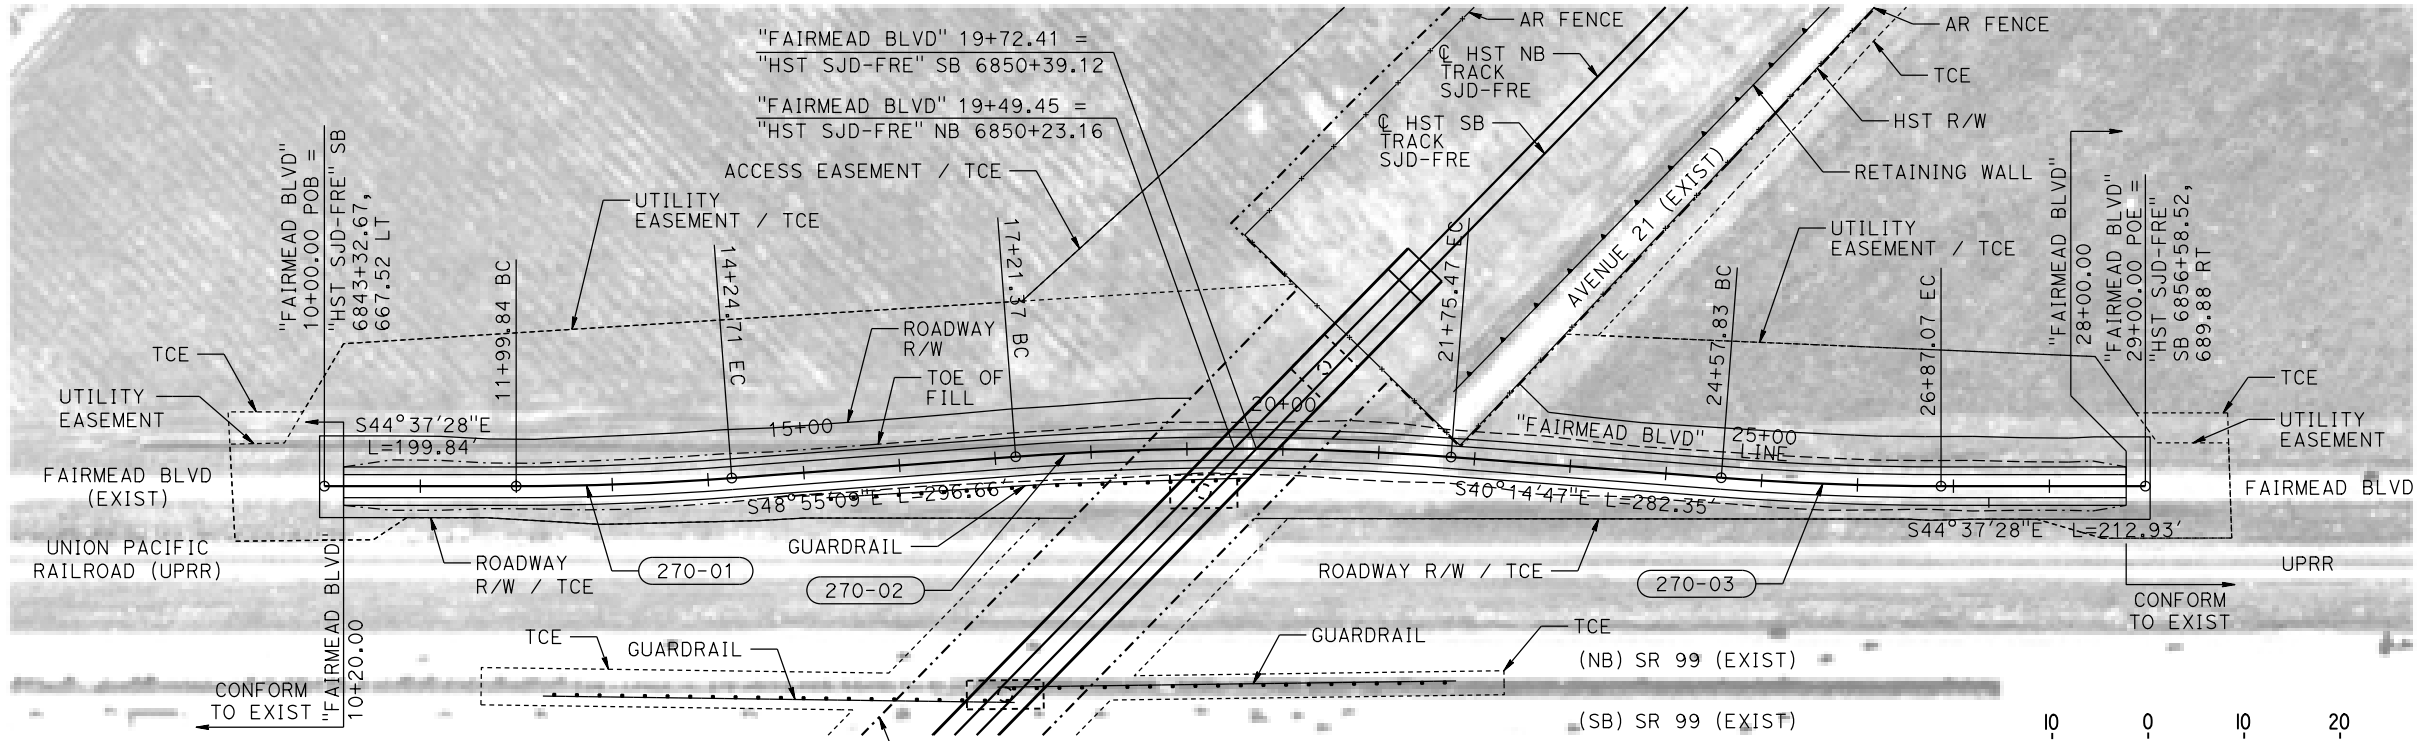 "FAIRMEAD BLVD" 19+72.41 =
"HST SJD-FRE" SB 6850+39.12
"FAIRMEAD BLVD" 19+49.45 =
"HST SJD-FRE" NB 6850+23.16
ACCESS EASEMENT / TCE
UTILITY
EASEMENT / TCE
AR FENCE
℄ HST NB
TRACK
SJD-FRE
℄ HST SB
TRACK
SJD-FRE
AR FENCE
TCE
HST R/W
RETAINING WALL
AVENUE 21 (EXIST)
UTILITY
EASEMENT / TCE
"FAIRMEAD BLVD"
10+00.00 POB =
"HST SJD-FRE" SB
6843+32.67,
667.52 LT
11+99.84 BC
14+24.71 EC
17+21.37 BC
21+75.47 EC
24+57.83 BC
26+87.07 EC
"FAIRMEAD BLVD"
28+00.00
"FAIRMEAD BLVD"
29+00.00 POE =
"HST SJD-FRE"
SB 6856+58.52,
689.88 RT
TCE
UTILITY
EASEMENT
S44°37'28"E
L=199.84'
ROADWAY
R/W
TOE OF
FILL
15+00
20+00
"FAIRMEAD BLVD"
LINE
25+00
TCE
UTILITY
EASEMENT
FAIRMEAD BLVD
(EXIST)
S48°55'09"E L=296.66'
S40°14'47"E L=282.35'
S44°37'28"E L=212.93'
FAIRMEAD BLVD
UNION PACIFIC
RAILROAD (UPRR)
ROADWAY
R/W / TCE
270-01
GUARDRAIL
270-02
ROADWAY R/W / TCE
270-03
UPRR
CONFORM
TO EXIST
"FAIRMEAD BLVD"
10+20.00
CONFORM
TO EXIST
TCE
GUARDRAIL
GUARDRAIL
TCE
(NB) SR 99 (EXIST)
(SB) SR 99 (EXIST)
10 0 10 20